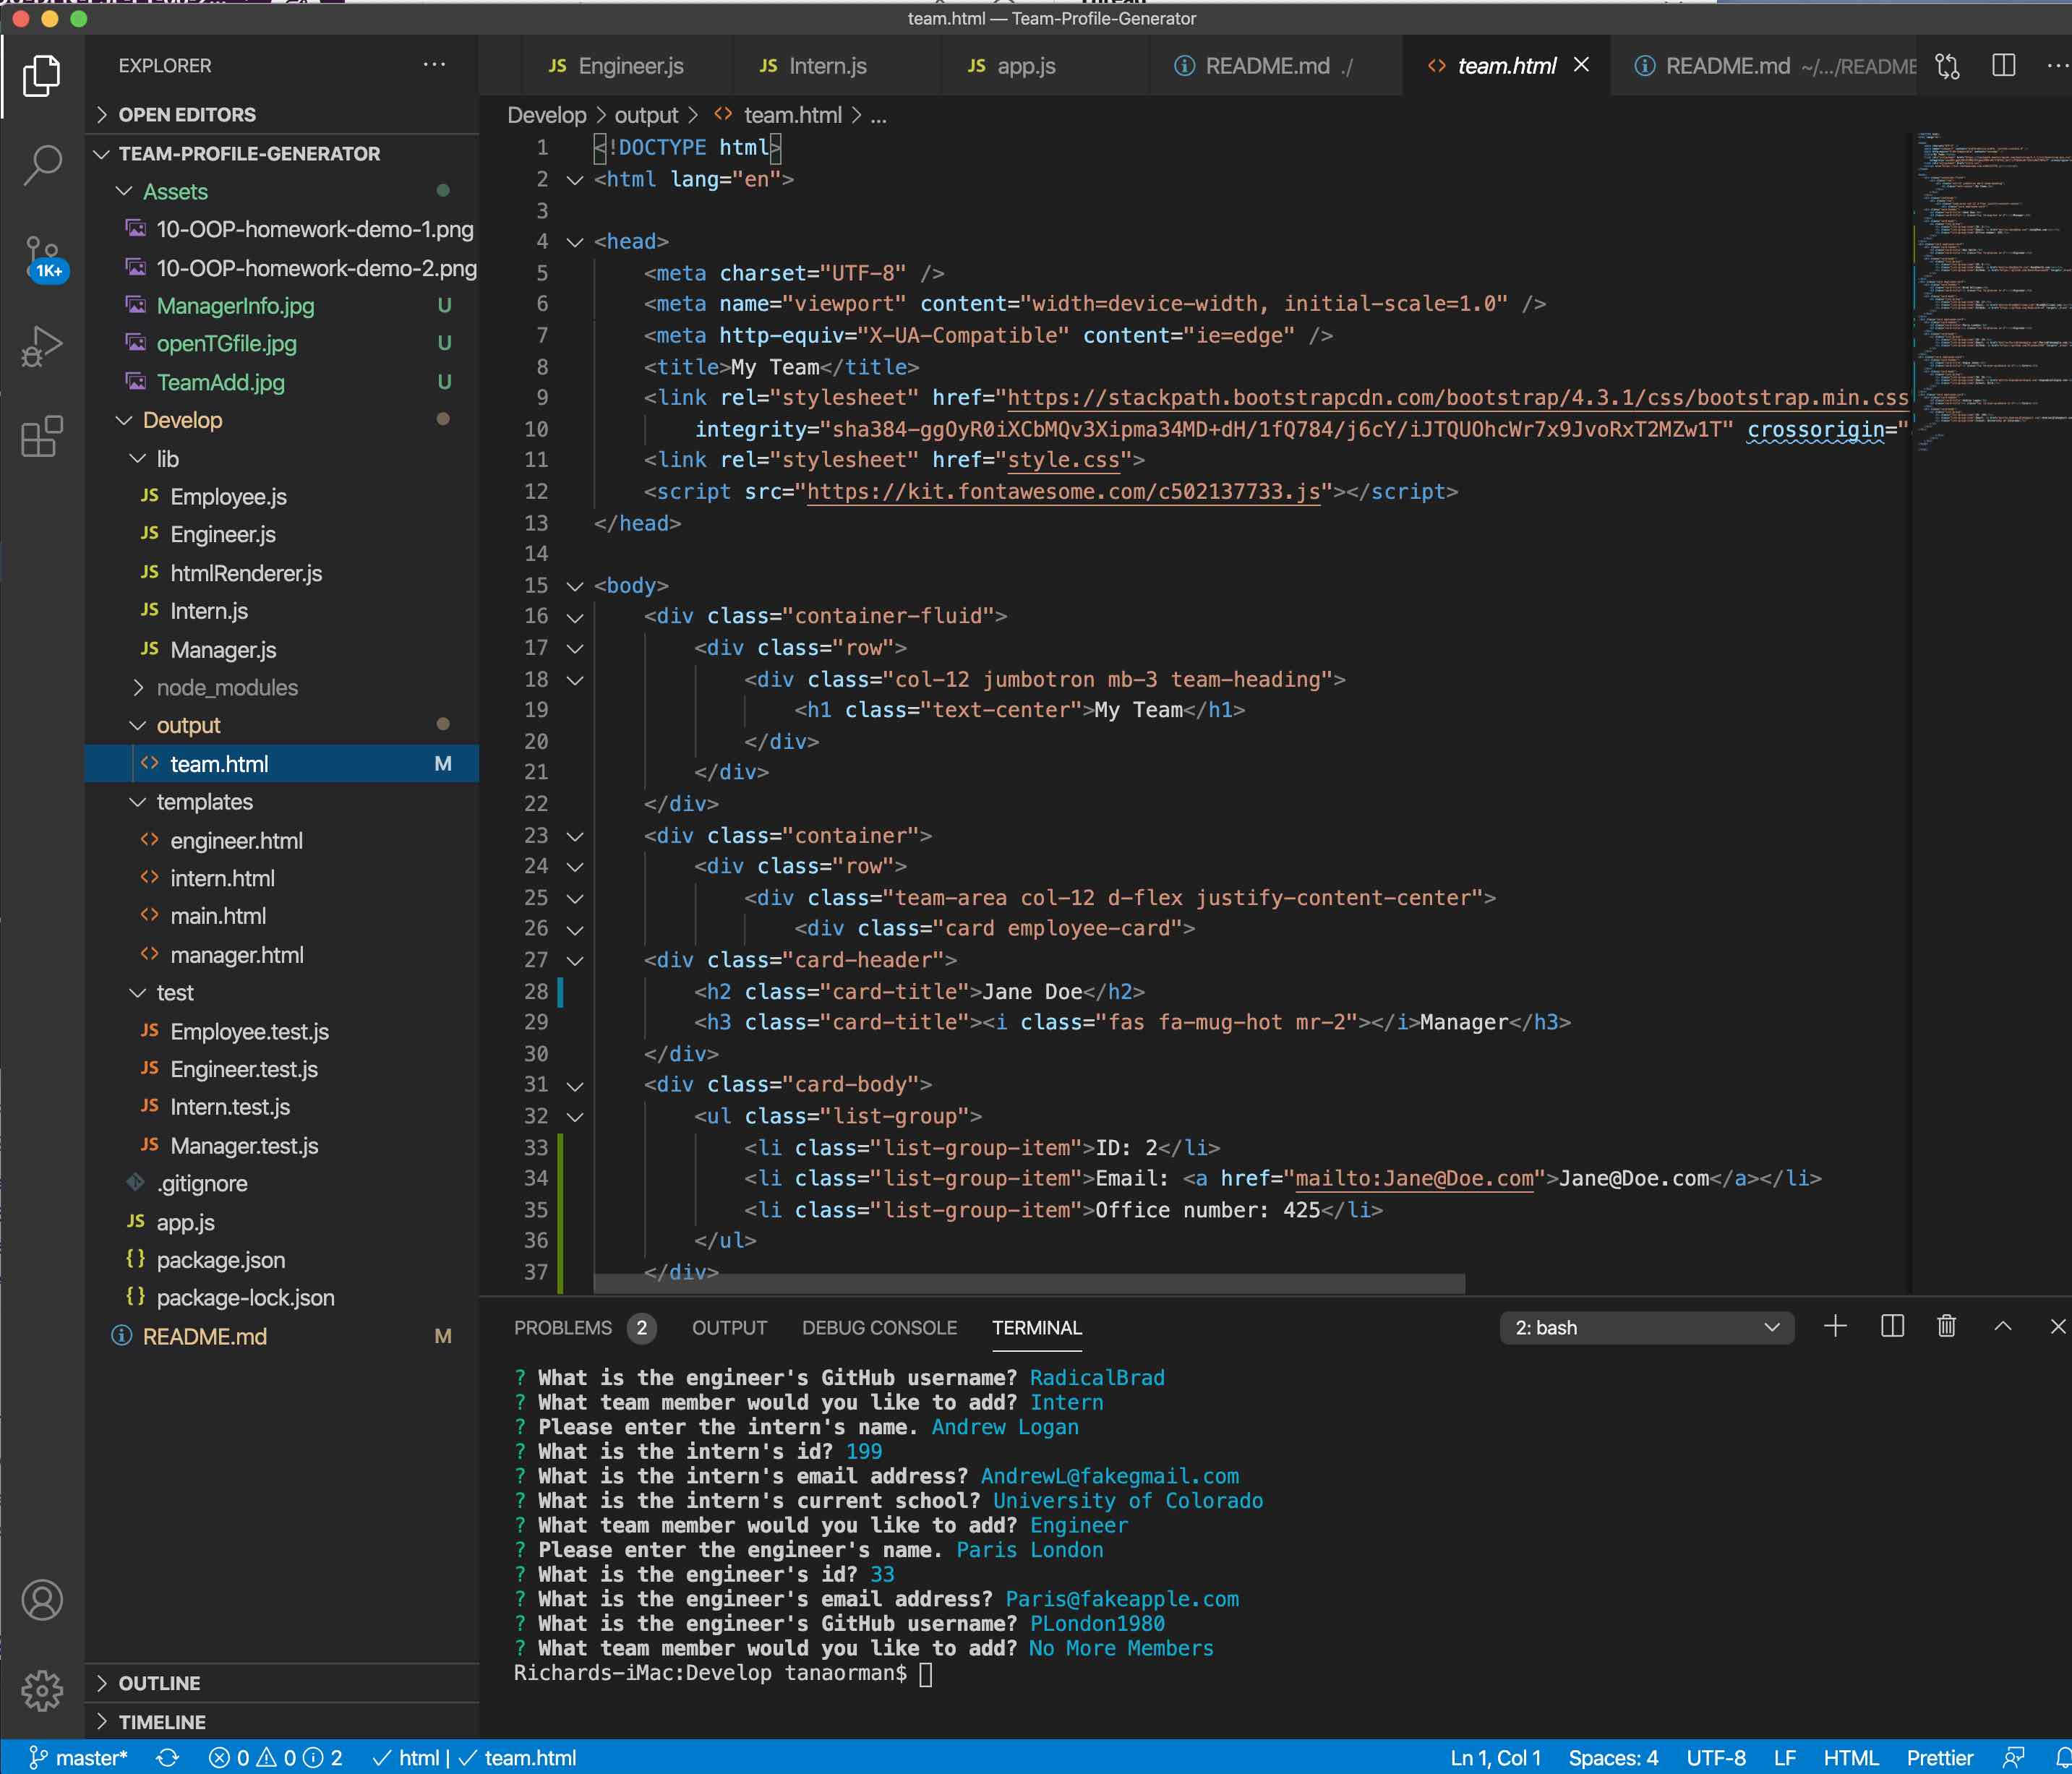 team.html — Team-Profile-Generator
EXPLORER
OPEN EDITORS
TEAM-PROFILE-GENERATOR
Assets
10-OOP-homework-demo-1.png
10-OOP-homework-demo-2.png
ManagerInfo.jpg U
openTGfile.jpg U
TeamAdd.jpg U
Develop
lib
JS Employee.js
JS Engineer.js
JS htmlRenderer.js
JS Intern.js
JS Manager.js
node_modules
output
<> team.html M
templates
<> engineer.html
<> intern.html
<> main.html
<> manager.html
test
JS Employee.test.js
JS Engineer.test.js
JS Intern.test.js
JS Manager.test.js
.gitignore
JS app.js
{} package.json
{} package-lock.json
README.md M
OUTLINE
TIMELINE
1K+
JS Engineer.js JS Intern.js JS app.js README.md ./ <> team.html README.md ~/.../README
Develop > output > <> team.html > ...
1 <!DOCTYPE html>
2 <html lang="en">
3
4 <head>
5 <meta charset="UTF-8" />
6 <meta name="viewport" content="width=device-width, initial-scale=1.0" />
7 <meta http-equiv="X-UA-Compatible" content="ie=edge" />
8 <title>My Team</title>
9 <link rel="stylesheet" href="https://stackpath.bootstrapcdn.com/bootstrap/4.3.1/css/bootstrap.min.css
10 integrity="sha384-ggOyR0iXCbMQv3Xipma34MD+dH/1fQ784/j6cY/iJTQUOhcWr7x9JvoRxT2MZw1T" crossorigin="
11 <link rel="stylesheet" href="style.css">
12 <script src="https://kit.fontawesome.com/c502137733.js"></script>
13 </head>
14
15 <body>
16 <div class="container-fluid">
17 <div class="row">
18 <div class="col-12 jumbotron mb-3 team-heading">
19 <h1 class="text-center">My Team</h1>
20 </div>
21 </div>
22 </div>
23 <div class="container">
24 <div class="row">
25 <div class="team-area col-12 d-flex justify-content-center">
26 <div class="card employee-card">
27 <div class="card-header">
28 <h2 class="card-title">Jane Doe</h2>
29 <h3 class="card-title"><i class="fas fa-mug-hot mr-2"></i>Manager</h3>
30 </div>
31 <div class="card-body">
32 <ul class="list-group">
33 <li class="list-group-item">ID: 2</li>
34 <li class="list-group-item">Email: <a href="mailto:Jane@Doe.com">Jane@Doe.com</a></li>
35 <li class="list-group-item">Office number: 425</li>
36 </ul>
37 </div>
PROBLEMS 2 OUTPUT DEBUG CONSOLE TERMINAL 2: bash
? What is the engineer's GitHub username? RadicalBrad
? What team member would you like to add? Intern
? Please enter the intern's name. Andrew Logan
? What is the intern's id? 199
? What is the intern's email address? AndrewL@fakegmail.com
? What is the intern's current school? University of Colorado
? What team member would you like to add? Engineer
? Please enter the engineer's name. Paris London
? What is the engineer's id? 33
? What is the engineer's email address? Paris@fakeapple.com
? What is the engineer's GitHub username? PLondon1980
? What team member would you like to add? No More Members
Richards-iMac:Develop tanaorman$
master* 0 0 2 html | team.html Ln 1, Col 1 Spaces: 4 UTF-8 LF HTML Prettier